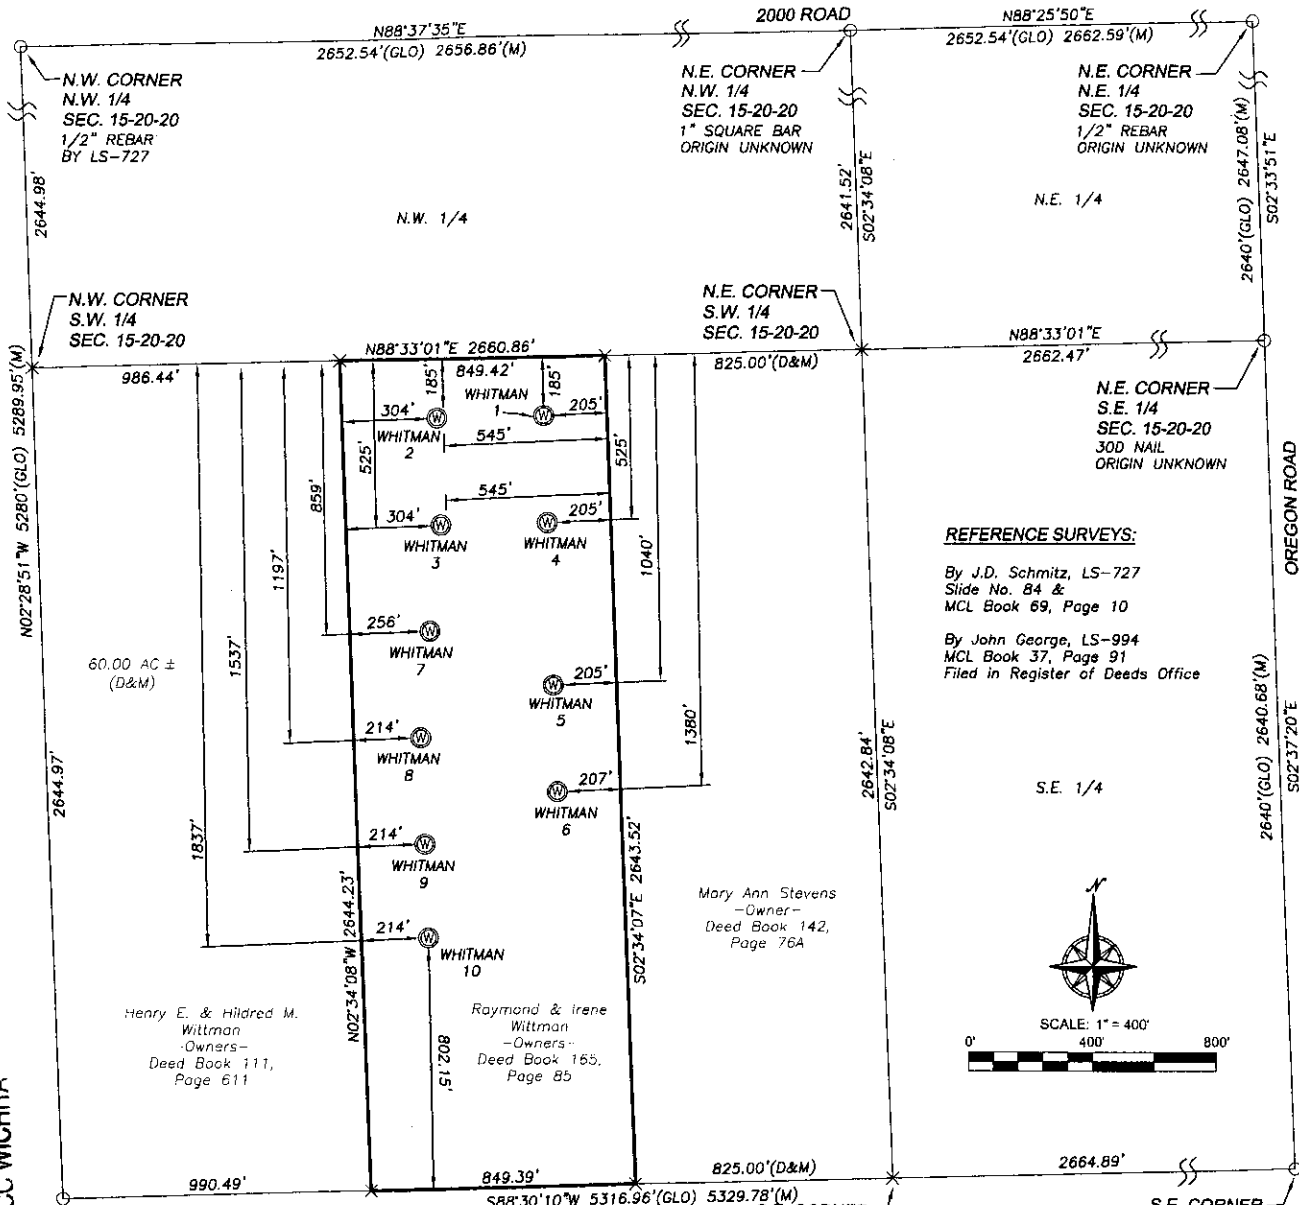 2000 ROAD
N88°37'35"E
2652.54'(GLO) 2656.86'(M)
N88°25'50"E
2652.54'(GLO) 2662.59'(M)
N.W. CORNER
N.W. 1/4
SEC. 15-20-20
1/2" REBAR
BY LS-727
N.E. CORNER
N.W. 1/4
SEC. 15-20-20
1" SQUARE BAR
ORIGIN UNKNOWN
N.E. CORNER
N.E. 1/4
SEC. 15-20-20
1/2" REBAR
ORIGIN UNKNOWN
2644.98'
N.W. 1/4
2641.52'
S02°34'08"E
N.E. 1/4
2640'(GLO) 2647.08'(M)
S02°33'51"E
N.W. CORNER
S.W. 1/4
SEC. 15-20-20
N.E. CORNER
S.W. 1/4
SEC. 15-20-20
N88°33'01"E 2660.86'
986.44'
849.42'
825.00'(D&M)
N88°33'01"E
2662.47'
N.E. CORNER
S.E. 1/4
SEC. 15-20-20
30D NAIL
ORIGIN UNKNOWN
185'
185'
WHITMAN
1
205'
304'
W
W
WHITMAN
2
545'
525'
525'
545'
304'
W
W
205'
WHITMAN
3
WHITMAN
4
859'
1040'
1197'
256'
W
WHITMAN
7
W
205'
WHITMAN
5
1537'
1380'
214'
W
WHITMAN
8
W
207'
WHITMAN
6
1837'
214'
W
WHITMAN
9
214'
W
WHITMAN
10
802.15'
N02°28'51"W 5280'(GLO) 5289.95'(M)
60.00 AC ±
(D&M)
2644.97'
N02°34'08"W 2644.23'
S02°34'07"E 2643.52'
2642.84'
S02°34'08"E
OREGON ROAD
REFERENCE SURVEYS:
By J.D. Schmitz, LS-727
Slide No. 84 &
MCL Book 69, Page 10
By John George, LS-994
MCL Book 37, Page 91
Filed in Register of Deeds Office
2640'(GLO) 2640.68'(M)
S02°37'20"E
S.E. 1/4
Mary Ann Stevens
-Owner-
Deed Book 142,
Page 76A
Henry E. & Hildred M.
Wittman
-Owners-
Deed Book 111,
Page 611
Raymond & Irene
Wittman
-Owners-
Deed Book 165,
Page 85
N
SCALE: 1" = 400'
0' 400' 800'
990.49'
849.39'
825.00'(D&M)
2664.89'
S88°30'10"W 5316.96'(GLO) 5329.78'(M)
S.E. CORNER
WICHITA